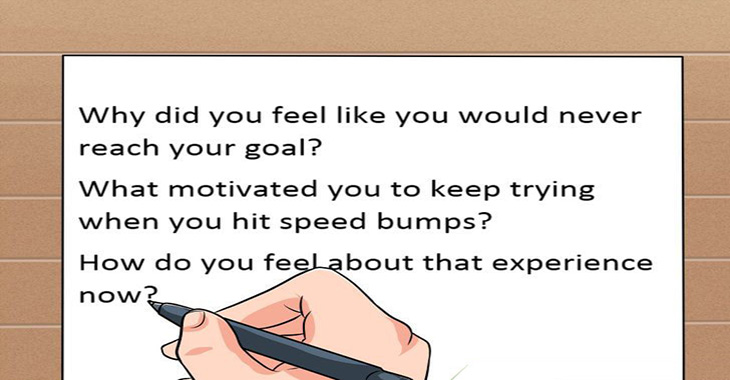 Why did you feel like you would never
reach your goal?
What motivated you to keep trying
when you hit speed bumps?
How do you feel about that experience
now?